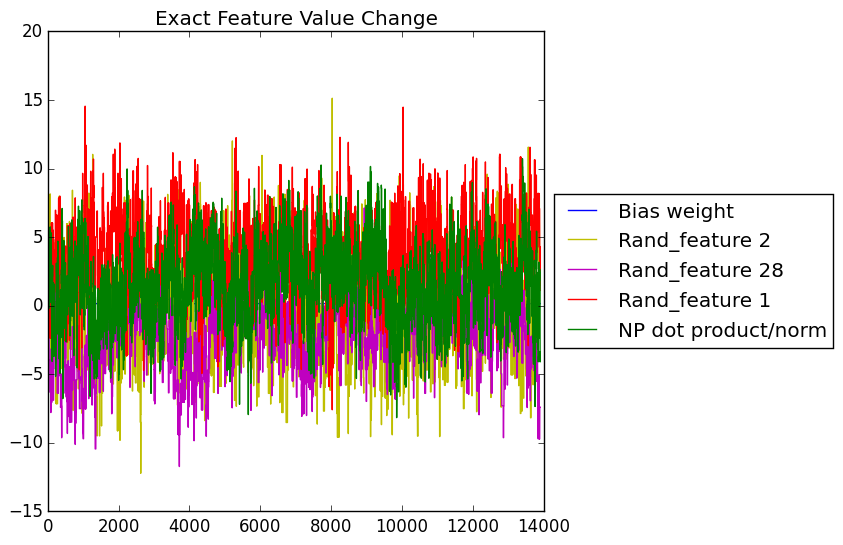 Exact Feature Value Change
20
15
10
5
0
−5
−10
−15
0 2000 4000 6000 8000 10000 12000 14000
Bias weight
Rand_feature 2
Rand_feature 28
Rand_feature 1
NP dot product/norm